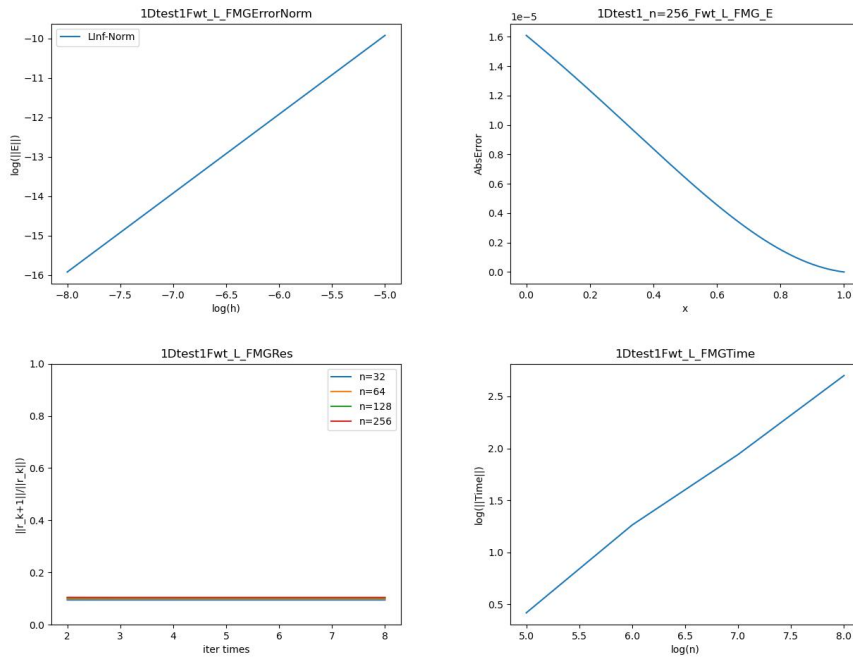 1Dtest1Fwt_L_FMGErrorNorm
LInf-Norm
−10
−11
−12
−13
−14
−15
−16
log(||E||)
−8.0 −7.5 −7.0 −6.5 −6.0 −5.5 −5.0
log(h)
1Dtest1_n=256_Fwt_L_FMG_E
1e−5
1.6
1.4
1.2
1.0
0.8
0.6
0.4
0.2
0.0
AbsError
0.0 0.2 0.4 0.6 0.8 1.0
x
1Dtest1Fwt_L_FMGRes
n=32
n=64
n=128
n=256
1.0
0.8
0.6
0.4
0.2
0.0
||r_k+1||/||r_k||)
2 3 4 5 6 7 8
iter times
1Dtest1Fwt_L_FMGTime
2.5
2.0
1.5
1.0
0.5
log(||Time||)
5.0 5.5 6.0 6.5 7.0 7.5 8.0
log(n)